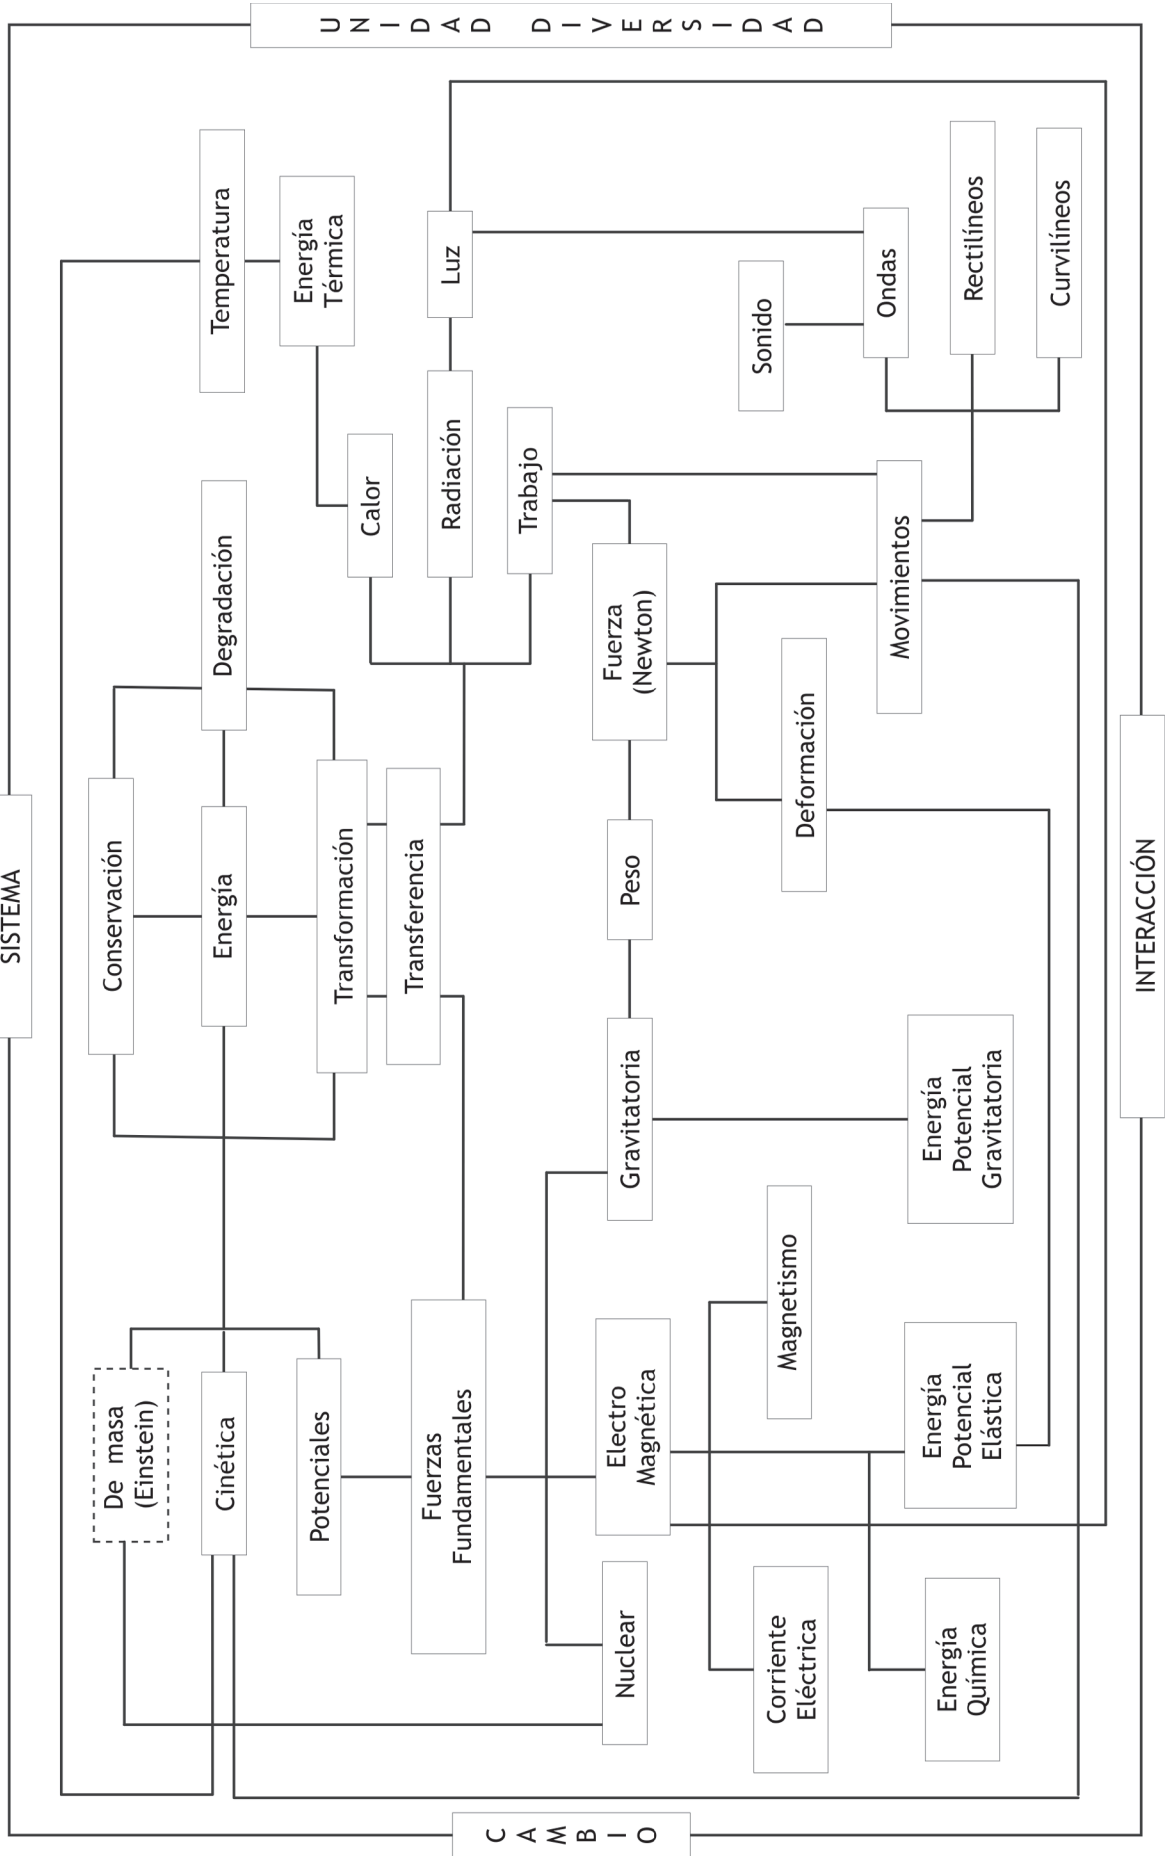 SISTEMA
CAMBIO
UNIDAD DIVERSIDAD
INTERACCIÓN
Conservación
De masa
(Einstein)
Cinética
Energía
Degradación
Temperatura
Potenciales
Transformación
Energía
Térmica
Transferencia
Calor
Fuerzas
Fundamentales
Radiación
Luz
Trabajo
Nuclear
Electro
Magnética
Gravitatoria
Peso
Fuerza
(Newton)
Corriente
Eléctrica
Magnetismo
Deformación
Sonido
Movimientos
Ondas
Energía
Química
Energía
Potencial
Elástica
Energía
Potencial
Gravitatoria
Rectilíneos
Curvilíneos